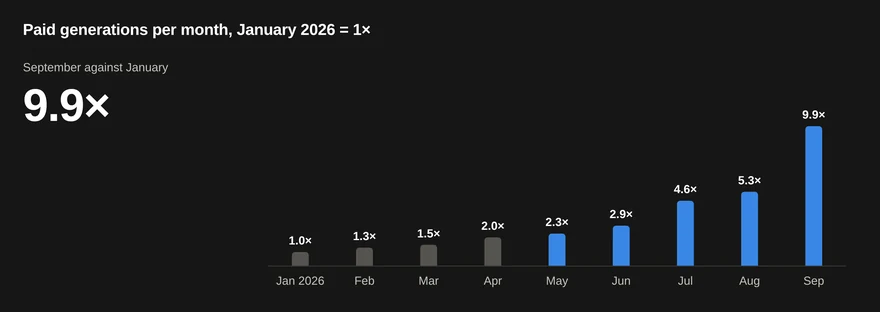 Paid generations per month, January 2026 = 1×
September against January
9.9×
1.0×
1.3×
1.5×
2.0×
2.3×
2.9×
4.6×
5.3×
9.9×
Jan 2026
Feb
Mar
Apr
May
Jun
Jul
Aug
Sep